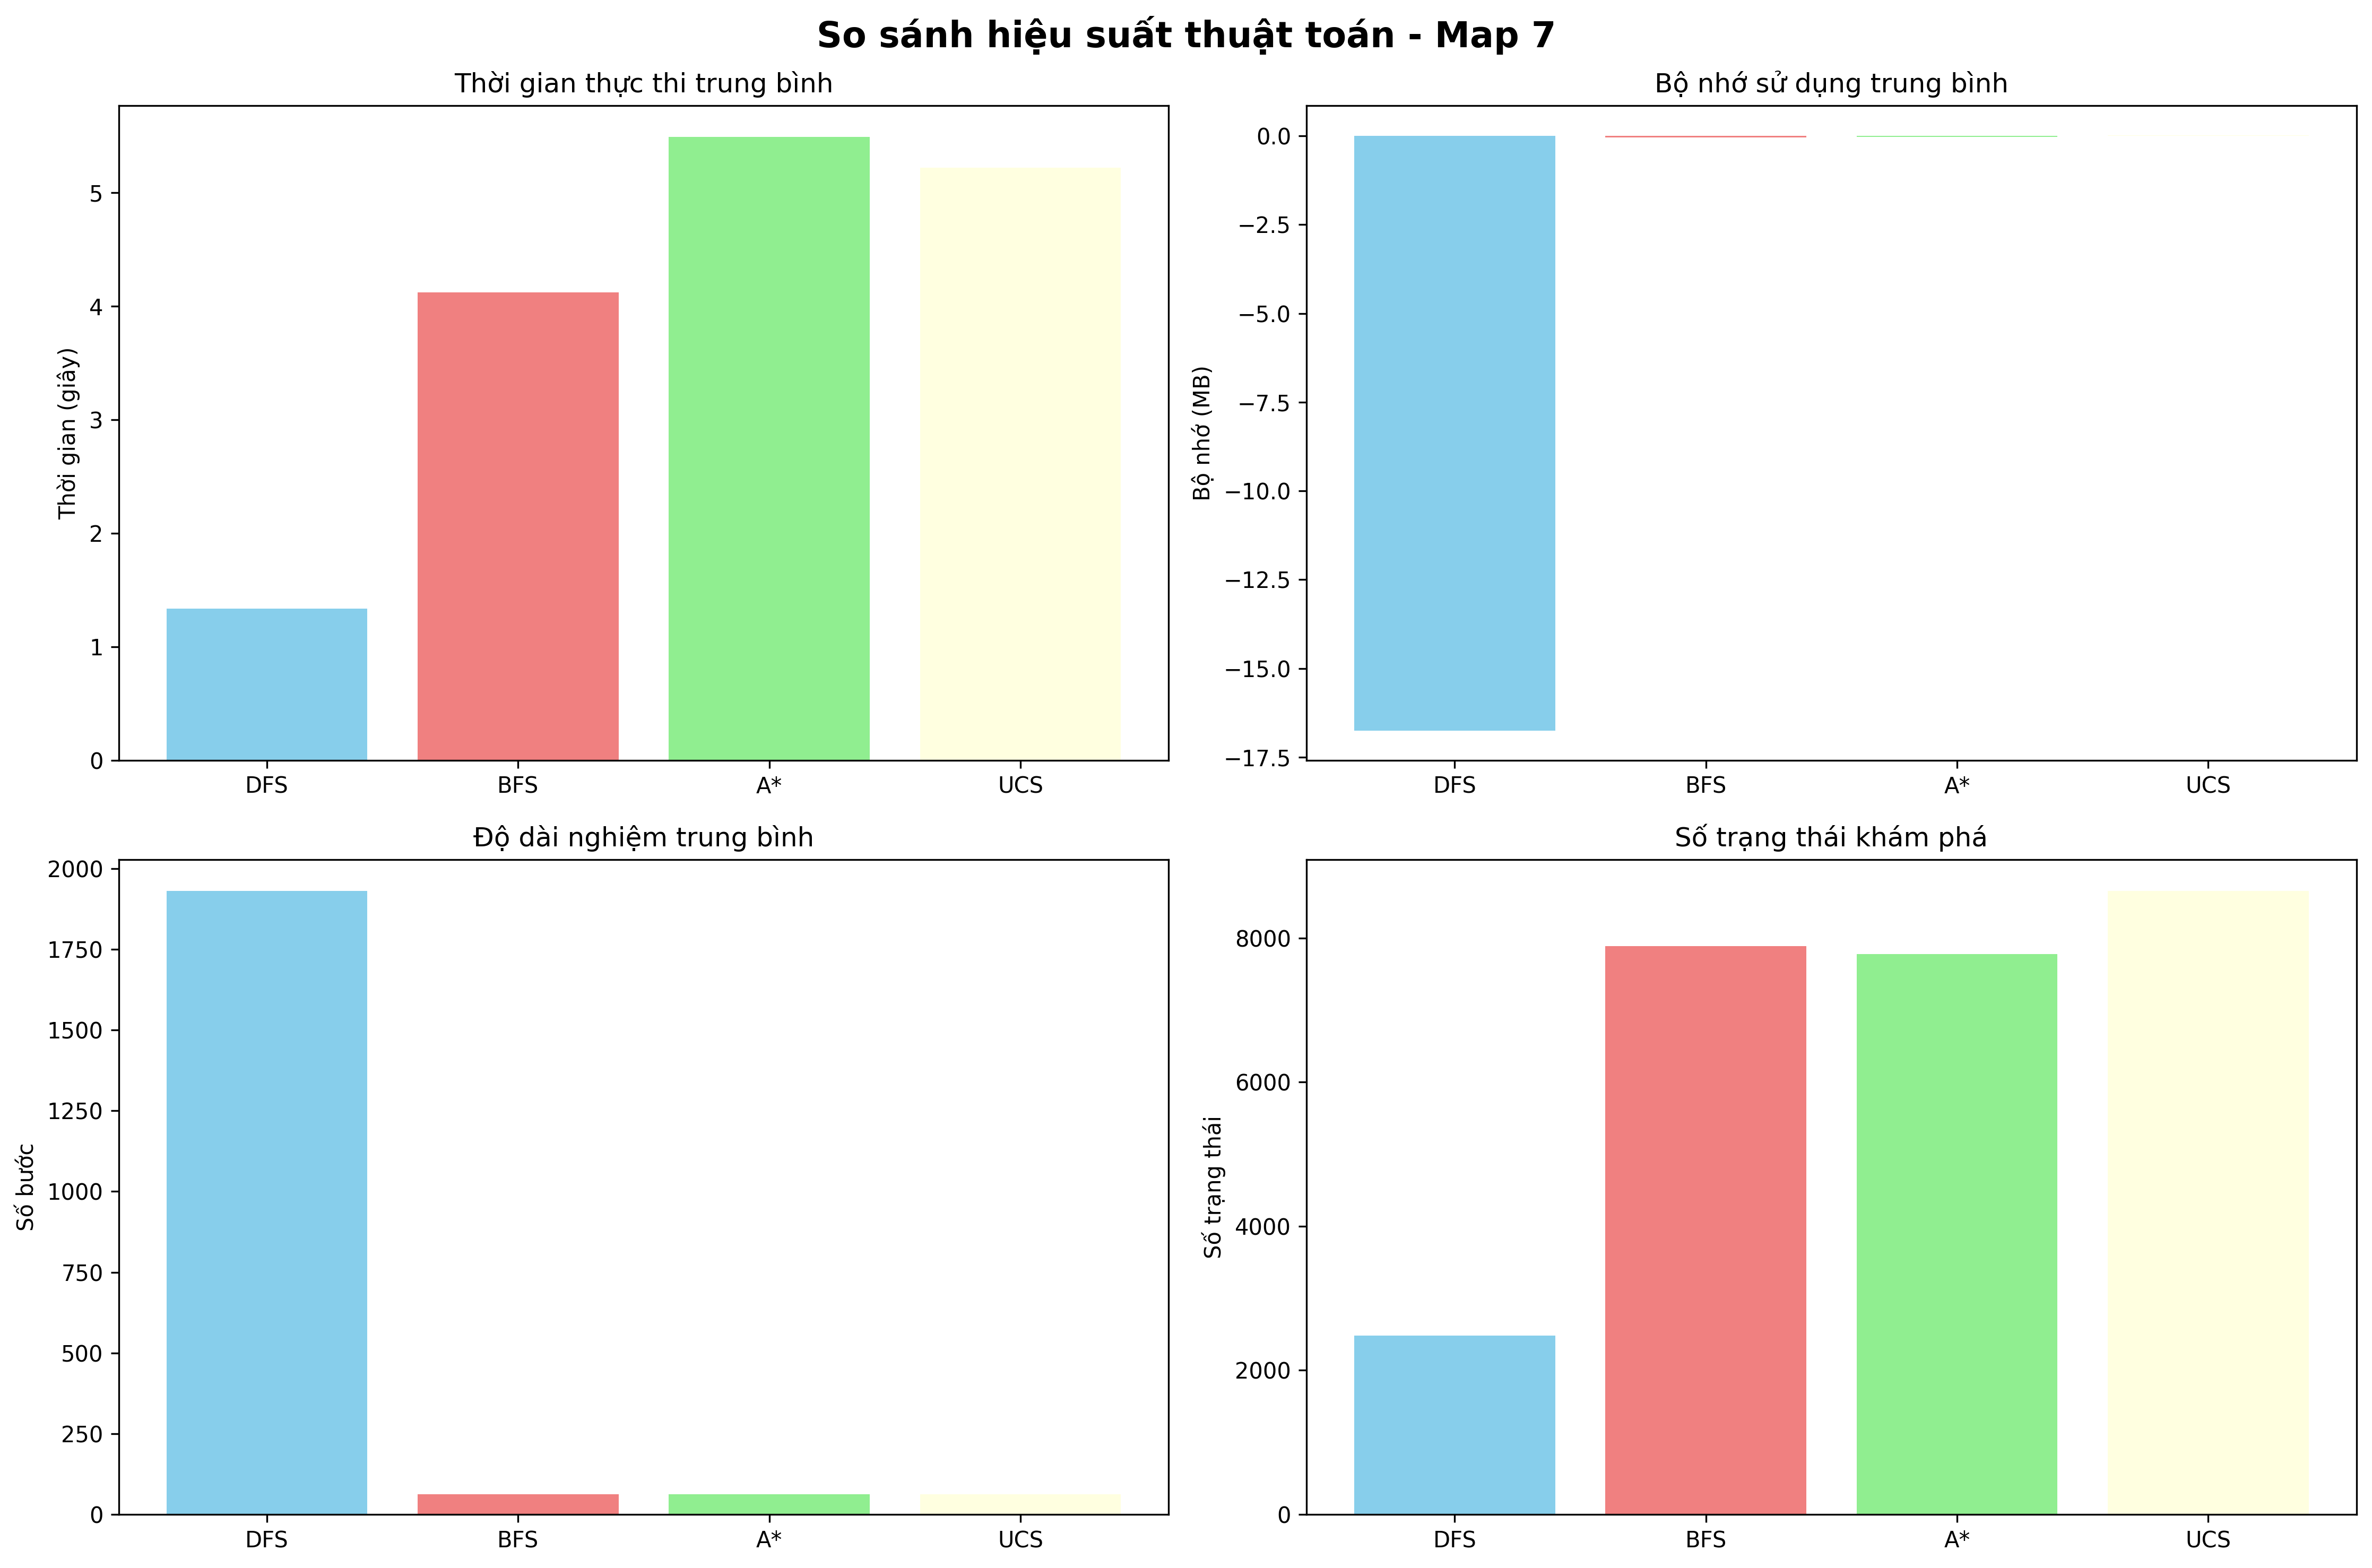 So sánh hiệu suất thuật toán - Map 7
Thời gian thực thi trung bình
Thời gian (giây)
5
4
3
2
1
0
DFS BFS A* UCS
Bộ nhớ sử dụng trung bình
Bộ nhớ (MB)
0.0
−2.5
−5.0
−7.5
−10.0
−12.5
−15.0
−17.5
DFS BFS A* UCS
Độ dài nghiệm trung bình
Số bước
2000
1750
1500
1250
1000
750
500
250
0
DFS BFS A* UCS
Số trạng thái khám phá
Số trạng thái
8000
6000
4000
2000
0
DFS BFS A* UCS